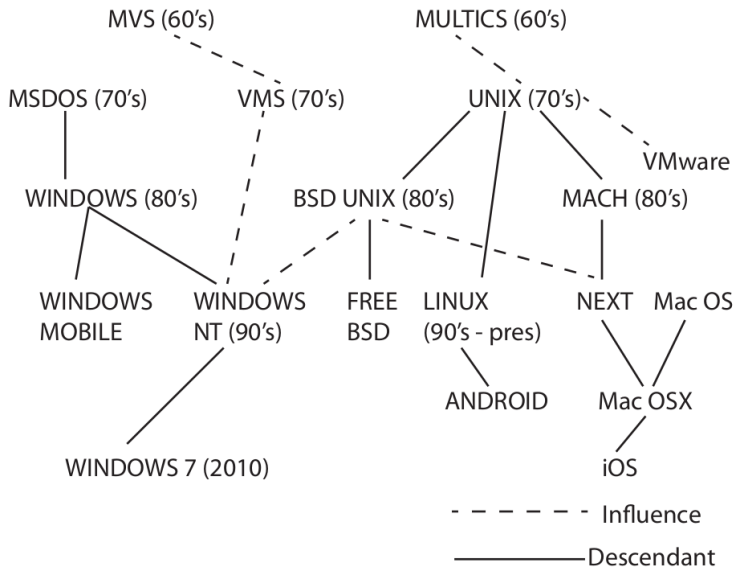 MVS (60’s) MULTICS (60’s)
MSDOS (70’s) VMS (70’s) UNIX (70’s)
VMware
WINDOWS (80’s) BSD UNIX (80’s) MACH (80’s)
WINDOWS WINDOWS FREE LINUX NEXT Mac OS
MOBILE NT (90’s) BSD (90’s - pres)
ANDROID Mac OSX
WINDOWS 7 (2010) iOS
Influence
Descendant